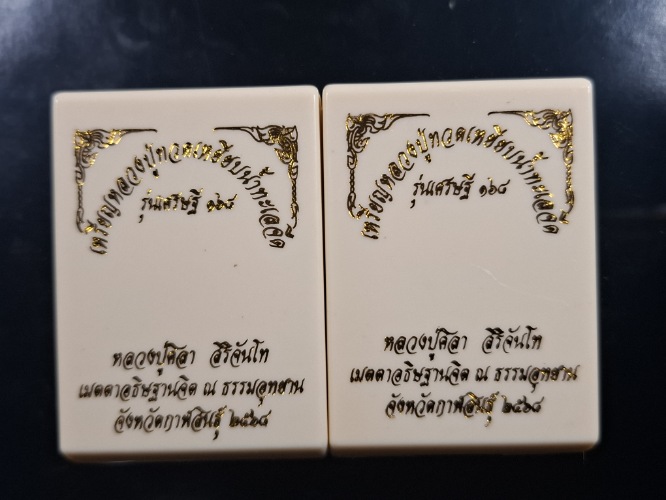 เหรียญหลวงปู่ทวดเหยียบน้ำทะเลจืด
รุ่นเศรษฐี ๑๖๘
หลวงปู่ศิลา สิริจันโท
เมตตาอธิษฐานจิต ณ ธรรมอุทยาน
จังหวัดกาฬสินธุ์ ๒๕๖๘
เหรียญหลวงปู่ทวดเหยียบน้ำทะเลจืด
รุ่นเศรษฐี ๑๖๘
หลวงปู่ศิลา สิริจันโท
เมตตาอธิษฐานจิต ณ ธรรมอุทยาน
จังหวัดกาฬสินธุ์ ๒๕๖๘